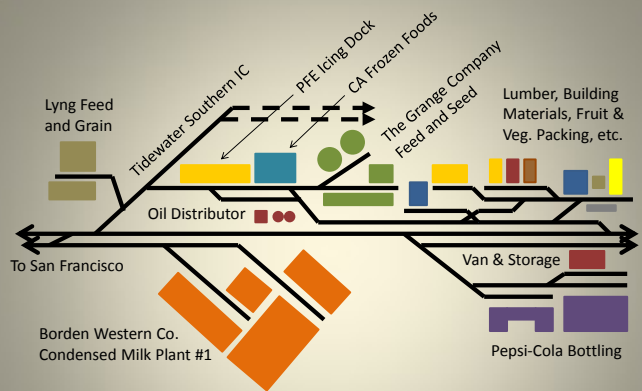 Lyng Feed
and Grain
Tidewater Southern IC
PFE Icing Dock
CA Frozen Foods
The Grange Company
Feed and Seed
Lumber, Building
Materials, Fruit &
Veg. Packing, etc.
Oil Distributor
To San Francisco
Van & Storage
Borden Western Co.
Condensed Milk Plant #1
Pepsi-Cola Bottling